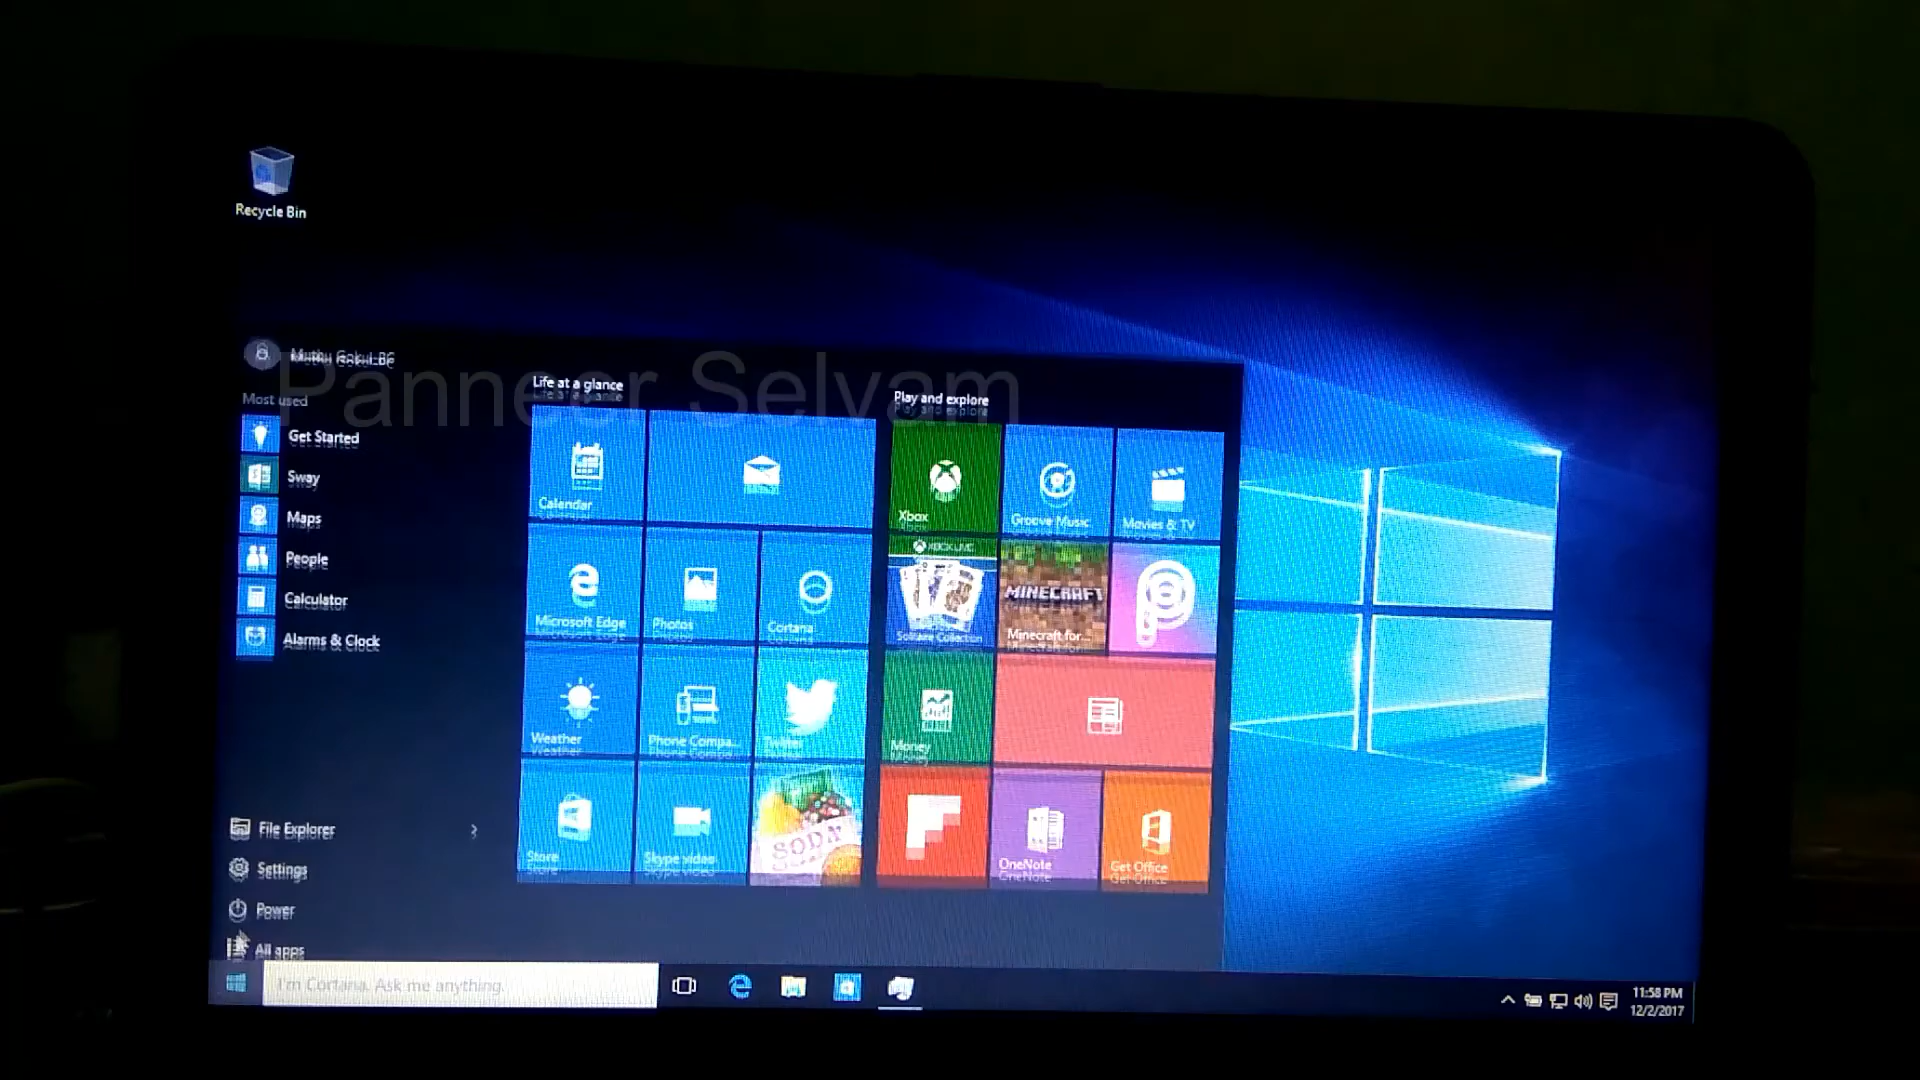 Recycle Bin
Panneer Selvam
Most used
Get Started
Sway
Maps
People
Calculator
Alarms & Clock
File Explorer
Settings
Power
All apps
Life at a glance
Calendar
Microsoft Edge
Photos
Cortana
Weather
Phone Compa...
Twitter
Store
Skype video
SODA
Play and explore
Xbox
Groove Music
Movies & TV
XBOX LIVE
Solitaire Collection
MINECRAFT
Minecraft for...
Money
OneNote
Get Office
I'm Cortana. Ask me anything.
11:58 PM
12/2/2017